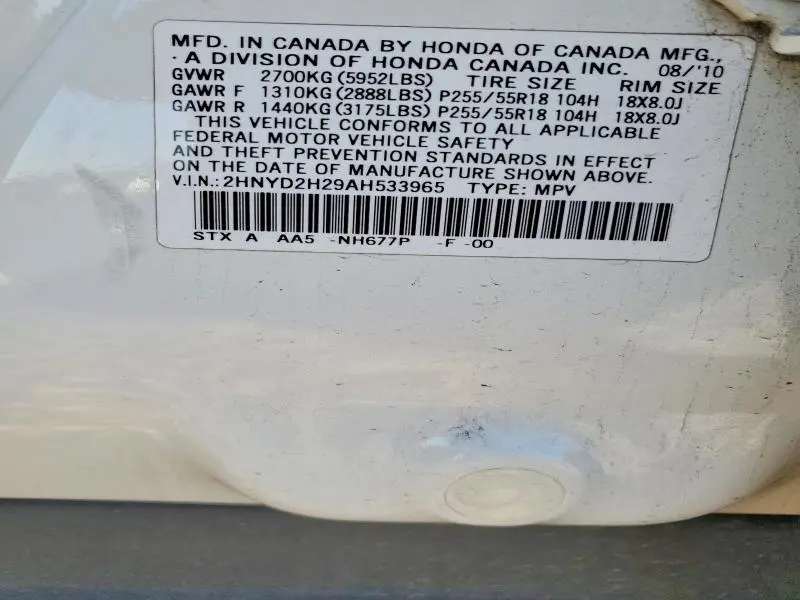 MFD. IN CANADA BY HONDA OF CANADA MFG.,
· A DIVISION OF HONDA CANADA INC. 08/'10
GVWR 2700KG (5952LBS) TIRE SIZE RIM SIZE
GAWR F 1310KG (2888LBS) P255/55R18 104H 18X8.0J
GAWR R 1440KG (3175LBS) P255/55R18 104H 18X8.0J
THIS VEHICLE CONFORMS TO ALL APPLICABLE
FEDERAL MOTOR VEHICLE SAFETY
AND THEFT PREVENTION STANDARDS IN EFFECT
ON THE DATE OF MANUFACTURE SHOWN ABOVE.
V.I.N.: 2HNYD2H29AH533965 TYPE: MPV
STX A AA5 -NH677P -F -00